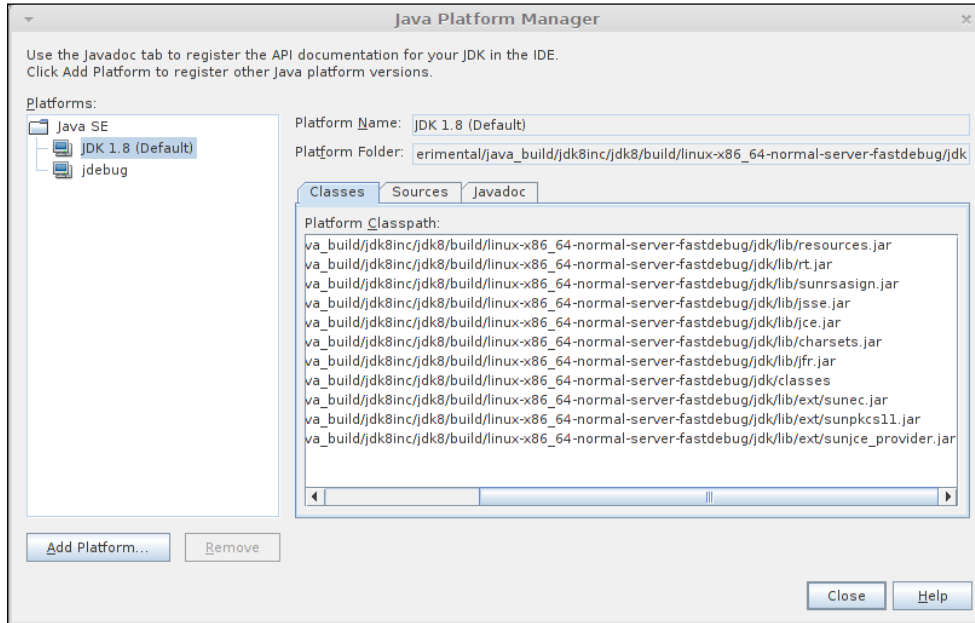 Java Platform Manager
Use the Javadoc tab to register the API documentation for your JDK in the IDE.
Click Add Platform to register other Java platform versions.
Platforms:
Java SE
JDK 1.8 (Default)
jdebug
Platform Name: JDK 1.8 (Default)
Platform Folder: erimental/java_build/jdk8inc/jdk8/build/linux-x86_64-normal-server-fastdebug/jdk
Classes Sources Javadoc
Platform Classpath:
va_build/jdk8inc/jdk8/build/linux-x86_64-normal-server-fastdebug/jdk/lib/resources.jar
va_build/jdk8inc/jdk8/build/linux-x86_64-normal-server-fastdebug/jdk/lib/rt.jar
va_build/jdk8inc/jdk8/build/linux-x86_64-normal-server-fastdebug/jdk/lib/sunrsasign.jar
va_build/jdk8inc/jdk8/build/linux-x86_64-normal-server-fastdebug/jdk/lib/jsse.jar
va_build/jdk8inc/jdk8/build/linux-x86_64-normal-server-fastdebug/jdk/lib/jce.jar
va_build/jdk8inc/jdk8/build/linux-x86_64-normal-server-fastdebug/jdk/lib/charsets.jar
va_build/jdk8inc/jdk8/build/linux-x86_64-normal-server-fastdebug/jdk/lib/jfr.jar
va_build/jdk8inc/jdk8/build/linux-x86_64-normal-server-fastdebug/jdk/classes
va_build/jdk8inc/jdk8/build/linux-x86_64-normal-server-fastdebug/jdk/lib/ext/sunec.jar
va_build/jdk8inc/jdk8/build/linux-x86_64-normal-server-fastdebug/jdk/lib/ext/sunpkcs11.jar
va_build/jdk8inc/jdk8/build/linux-x86_64-normal-server-fastdebug/jdk/lib/ext/sunjce_provider.jar
Add Platform... Remove
Close Help